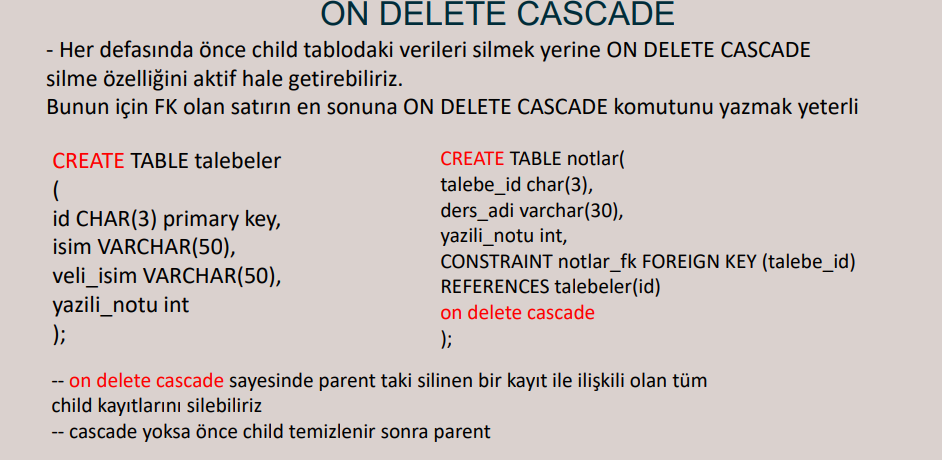 ON DELETE CASCADE
- Her defasında önce child tablodaki verileri silmek yerine ON DELETE CASCADE
silme özelliğini aktif hale getirebiliriz.
Bunun için FK olan satırın en sonuna ON DELETE CASCADE komutunu yazmak yeterli
CREATE TABLE talebeler
(
id CHAR(3) primary key,
isim VARCHAR(50),
veli_isim VARCHAR(50),
yazili_notu int
);
CREATE TABLE notlar(
talebe_id char(3),
ders_adi varchar(30),
yazili_notu int,
CONSTRAINT notlar_fk FOREIGN KEY (talebe_id)
REFERENCES talebeler(id)
on delete cascade
);
-- on delete cascade sayesinde parent taki silinen bir kayıt ile ilişkili olan tüm
child kayıtlarını silebiliriz
-- cascade yoksa önce child temizlenir sonra parent